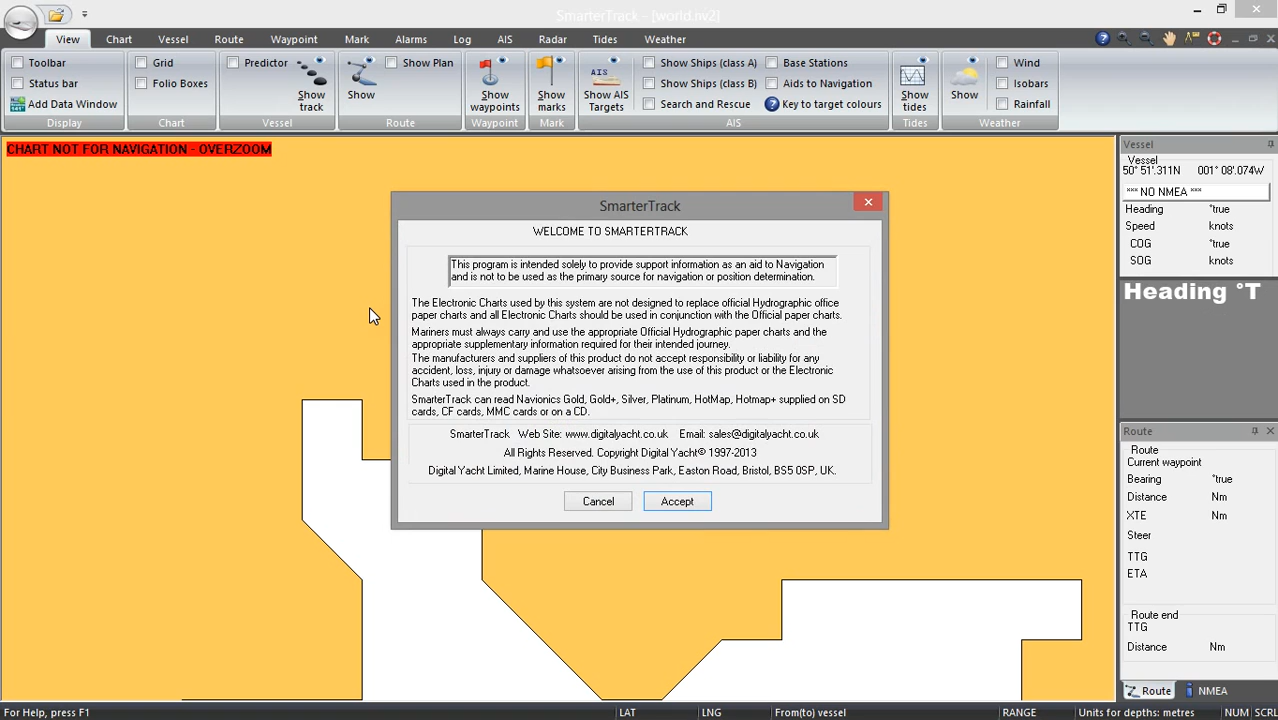 SmarterTrack - [world.nv2]
View Chart Vessel Route Waypoint Mark Alarms Log AIS Radar Tides Weather
Toolbar
Status bar
Add Data Window
Display
Grid
Folio Boxes
Chart
Predictor
Show track
Vessel
Show
Show Plan
Route
Show waypoints
Waypoint
Show marks
Mark
Show AIS Targets
AIS
Show Ships (class A)
Show Ships (class B)
Search and Rescue
Base Stations
Aids to Navigation
Key to target colours
AIS
Show tides
Tides
Show
Wind
Isobars
Rainfall
Weather
CHART NOT FOR NAVIGATION - OVERZOOM
SmarterTrack
WELCOME TO SMARTERTRACK
This program is intended solely to provide support information as an aid to Navigation
and is not to be used as the primary source for navigation or position determination.
The Electronic Charts used by this system are not designed to replace official Hydrographic office
paper charts and all Electronic Charts should be used in conjunction with the Official paper charts.
Mariners must always carry and use the appropriate Official Hydrographic paper charts and the
appropriate supplementary information required for their intended journey.
The manufacturers and suppliers of this product do not accept responsibility or liability for any
accident, loss, injury or damage whatsoever arising from the use of this product or the Electronic
Charts used in the product.
SmarterTrack can read Navionics Gold, Gold+, Silver, Platinum, HotMap, Hotmap+ supplied on SD
cards, CF cards, MMC cards or on a CD.
SmarterTrack Web Site: www.digitalyacht.co.uk Email: sales@digitalyacht.co.uk
All Rights Reserved. Copyright Digital Yacht© 1997-2013
Digital Yacht Limited, Marine House, City Business Park, Easton Road, Bristol, BS5 0SP, UK.
Cancel Accept
Vessel
Vessel
50° 51'.311N 001° 08'.074W
*** NO NMEA ***
Heading °true
Speed knots
COG °true
SOG knots
Heading °T
Route
Route
Current waypoint
Bearing °true
Distance Nm
XTE Nm
Steer
TTG
ETA
Route end
TTG
Distance Nm
Route NMEA
For Help, press F1 LAT LNG From(to) vessel RANGE Units for depths: metres NUM SCRL